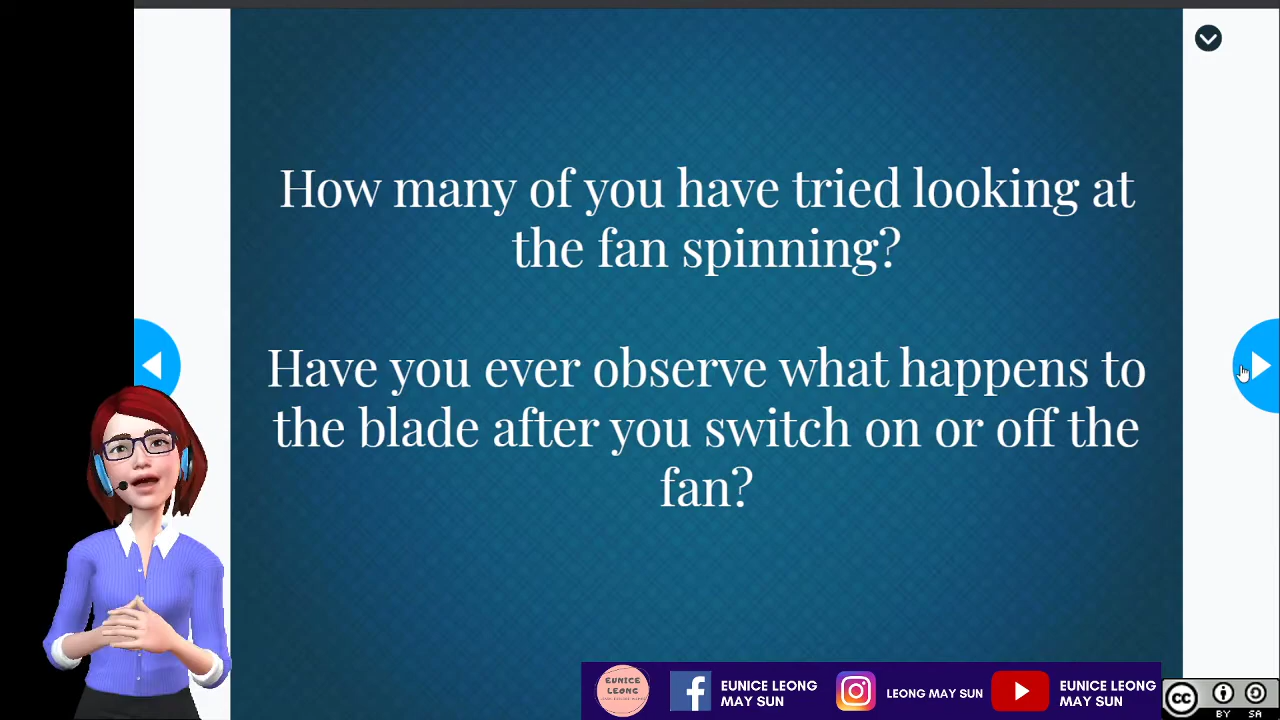 How many of you have tried looking at
the fan spinning?
Have you ever observe what happens to
the blade after you switch on or off the
fan?
EUNICE
LEONG
EUNICE LEONG
MAY SUN
LEONG MAY SUN
EUNICE LEONG
MAY SUN
cc
BY SA